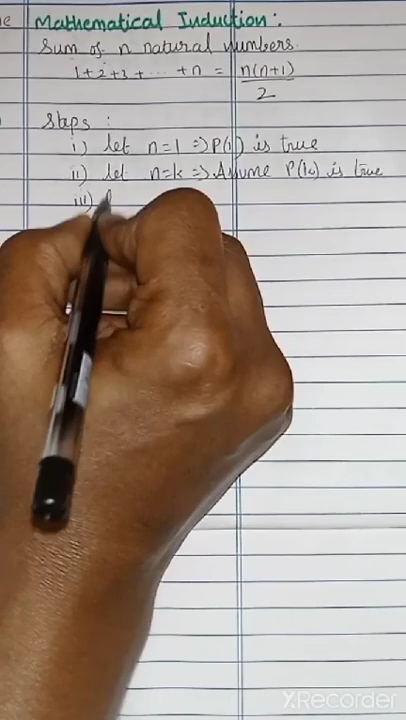 Mathematical Induction:
Sum of n natural numbers.
1+2+3+ ... +n = n(n+1)/2
Steps :
i) let n=1 => P(1) is true
ii) let n=k => Assume P(k) is true
iii) l
XRecorder